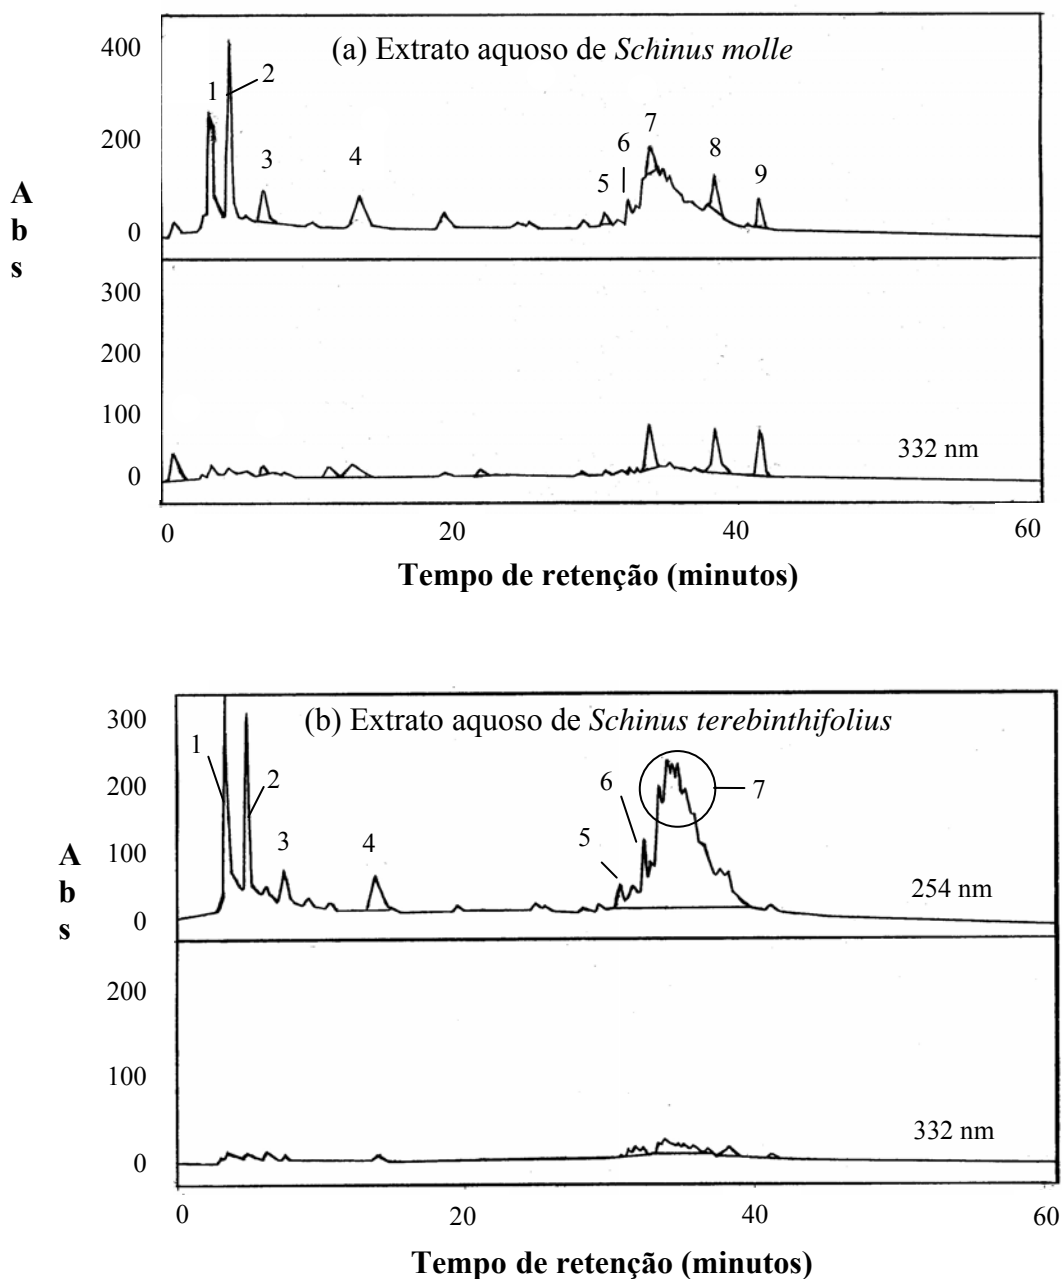 (a) Extrato aquoso de Schinus molle
400
200
0
A
b
s
1
2
3
4
5
6
7
8
9
300
200
100
0
332 nm
0 20 40 60
Tempo de retenção (minutos)
(b) Extrato aquoso de Schinus terebinthifolius
300
200
100
0
A
b
s
1
2
3
4
5
6
7
254 nm
200
100
0
332 nm
0 20 40 60
Tempo de retenção (minutos)